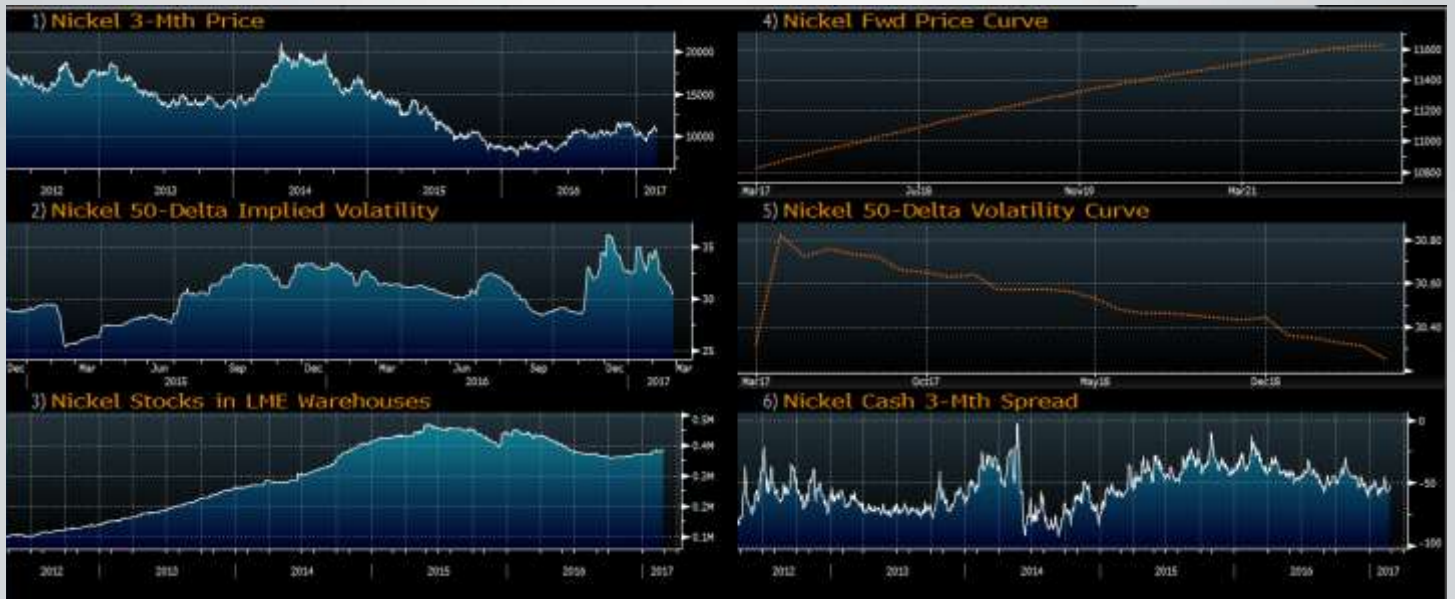 1) Nickel 3-Mth Price
20000
15000
10000
2012 2013 2014 2015 2016 2017
2) Nickel 50-Delta Implied Volatility
35
30
25
Dec Mar Jun Sep Dec Mar Jun Sep Dec Mar
2015 2016 2017
3) Nickel Stocks in LME Warehouses
0.5M
0.4M
0.3M
0.2M
0.1M
2012 2013 2014 2015 2016 2017
4) Nickel Fwd Price Curve
11600
11400
11200
11000
10800
Mar17 Jul18 Nov19 Mar21
5) Nickel 50-Delta Volatility Curve
30.80
30.60
30.40
Mar17 Oct17 May18 Dec18
6) Nickel Cash 3-Mth Spread
0
-50
-100
2012 2013 2014 2015 2016 2017